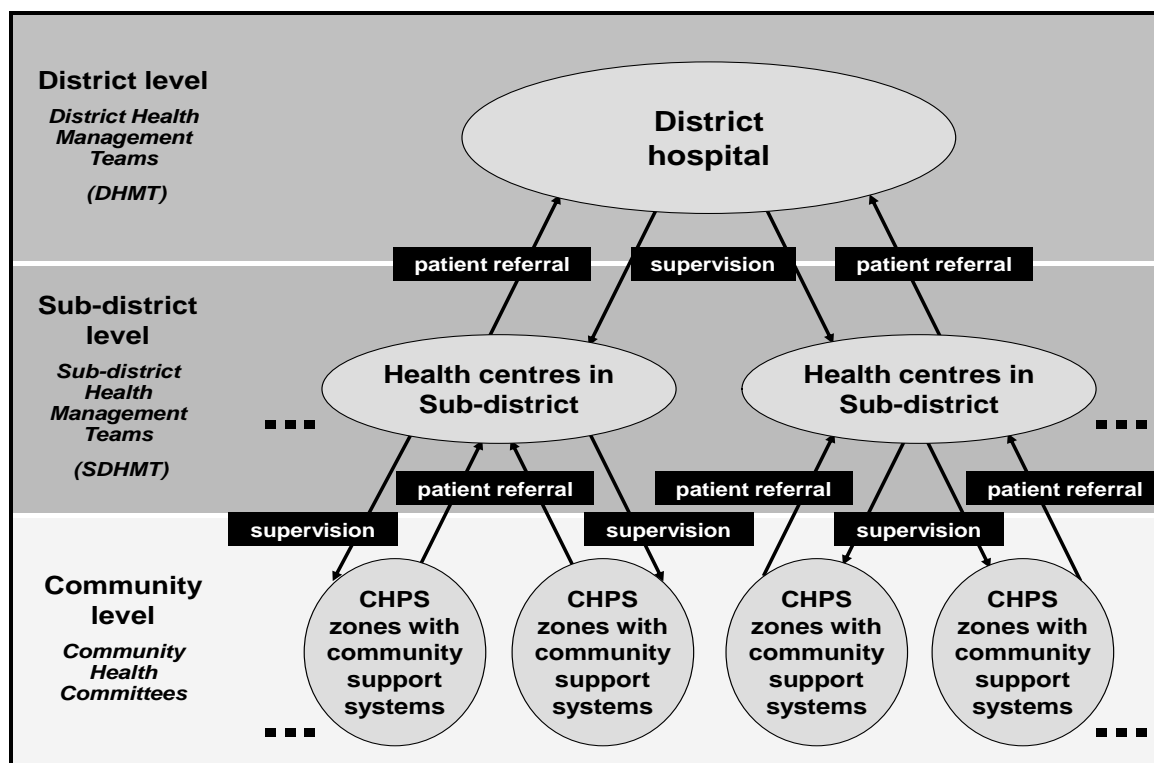 District level
District Health
Management
Teams
(DHMT)
District
hospital
patient referral
supervision
patient referral
Sub-district
level
Sub-district
Health
Management
Teams
(SDHMT)
Health centres in
Sub-district
Health centres in
Sub-district
patient referral
patient referral
patient referral
supervision
supervision
supervision
Community
level
Community
Health
Committees
CHPS
zones with
community
support
systems
CHPS
zones with
community
support
systems
CHPS
zones with
community
support
systems
CHPS
zones with
community
support
systems